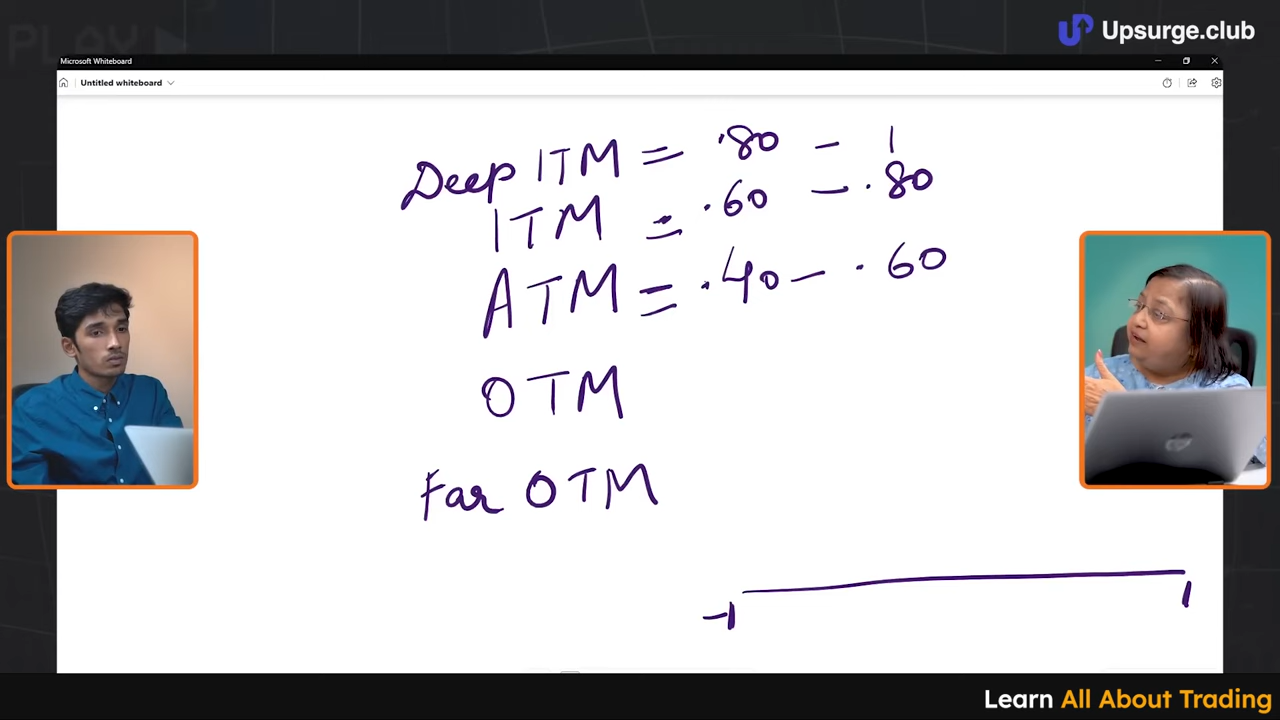 PLAY
Upsurge.club
Microsoft Whiteboard
Untitled whiteboard
Deep ITM = .80 - 1
ITM = .60 - .80
ATM = .40 - .60
OTM
Far OTM
-1 1
Learn All About Trading